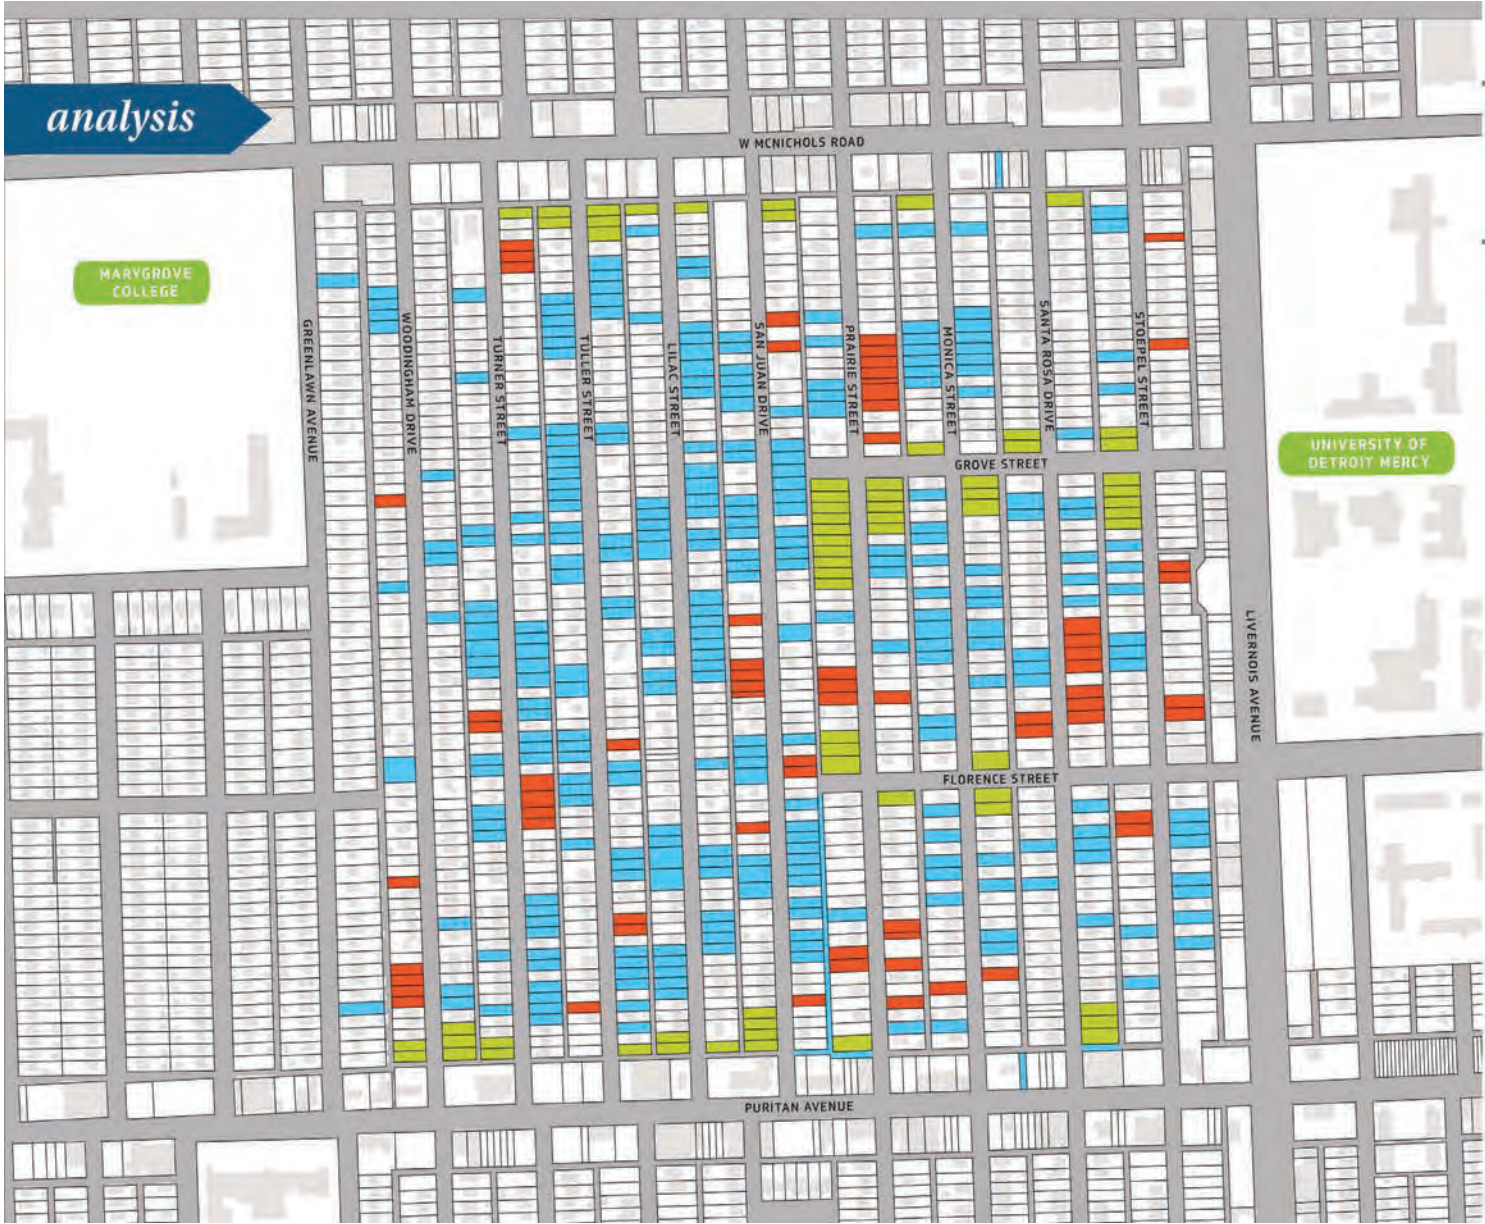 analysis
W MCNICHOLS ROAD
MARYGROVE
COLLEGE
GREENLAWN AVENUE
WOODINGHAM DRIVE
TURNER STREET
TULLER STREET
LILAC STREET
SAN JUAN DRIVE
PRAIRIE STREET
MONICA STREET
SANTA ROSA DRIVE
STOEPEL STREET
GROVE STREET
UNIVERSITY OF
DETROIT MERCY
LIVERNOIS AVENUE
FLORENCE STREET
PURITAN AVENUE